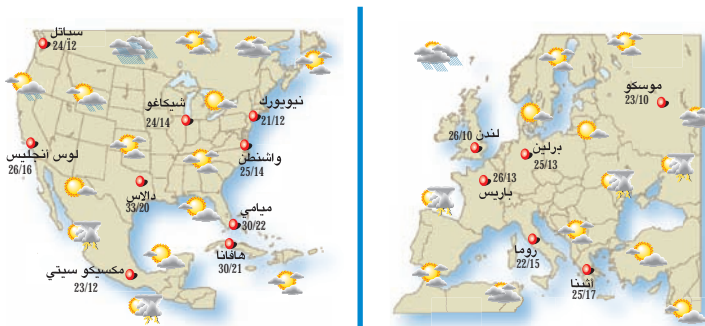 سياتل
24/12
شيكاغو
24/14
نيويورك
21/12
لوس أنجليس
26/16
واشنطن
25/14
دالاس
33/20
ميامي
30/22
هافانا
30/21
مكسيكو سيتي
23/12
موسكو
23/10
لندن
26/10
درلين
25/13
26/13
باريس
روما
22/15
اثينا
25/17